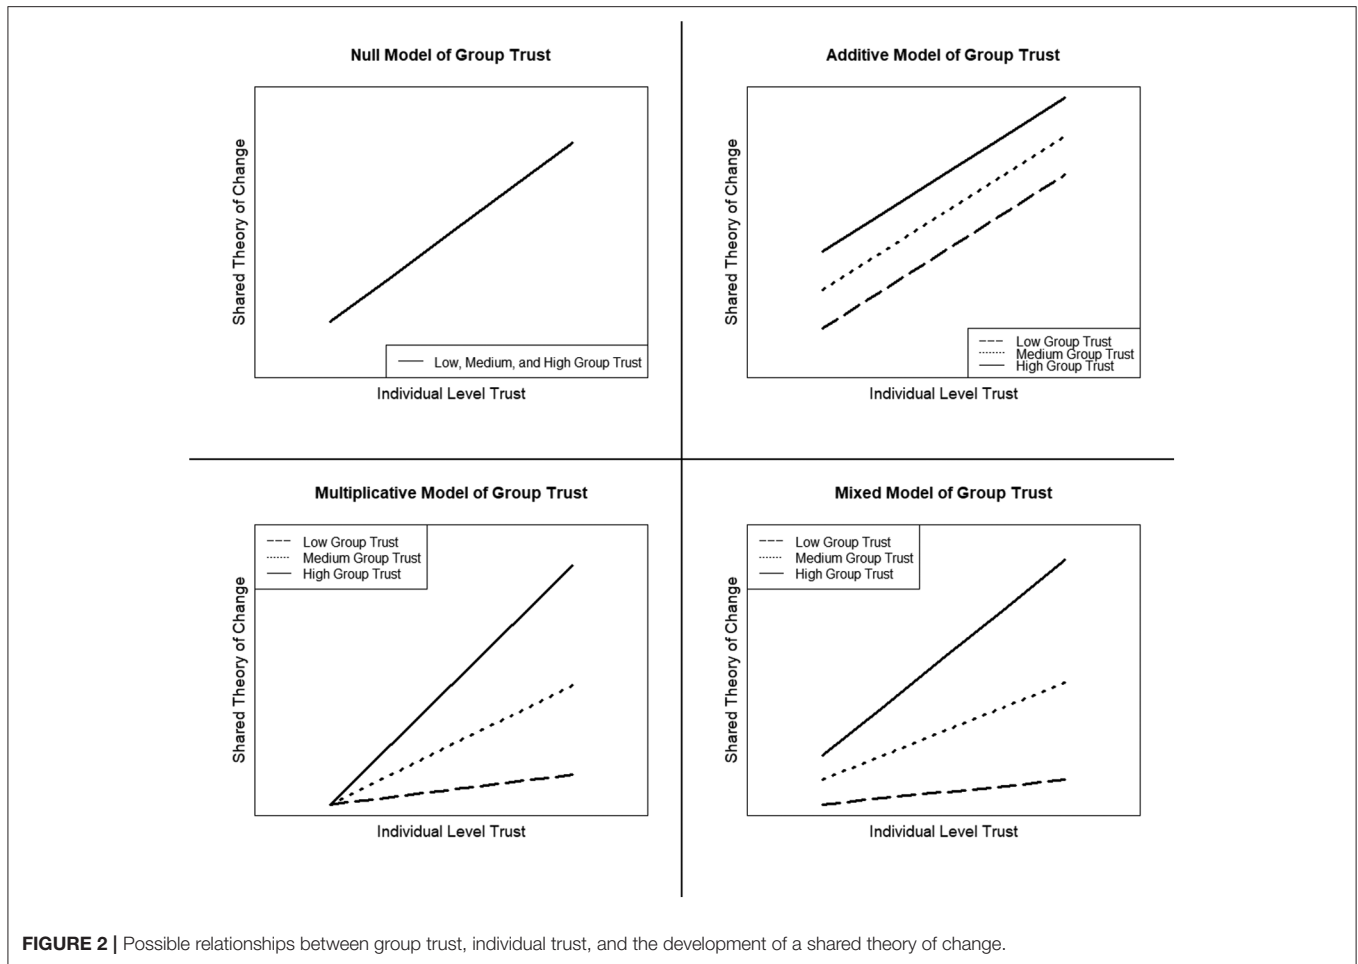 Null Model of Group Trust
Shared Theory of Change
Low, Medium, and High Group Trust
Individual Level Trust
Additive Model of Group Trust
Shared Theory of Change
Low Group Trust
Medium Group Trust
High Group Trust
Individual Level Trust
Multiplicative Model of Group Trust
Low Group Trust
Medium Group Trust
High Group Trust
Shared Theory of Change
Individual Level Trust
Mixed Model of Group Trust
Low Group Trust
Medium Group Trust
High Group Trust
Shared Theory of Change
Individual Level Trust
FIGURE 2 | Possible relationships between group trust, individual trust, and the development of a shared theory of change.